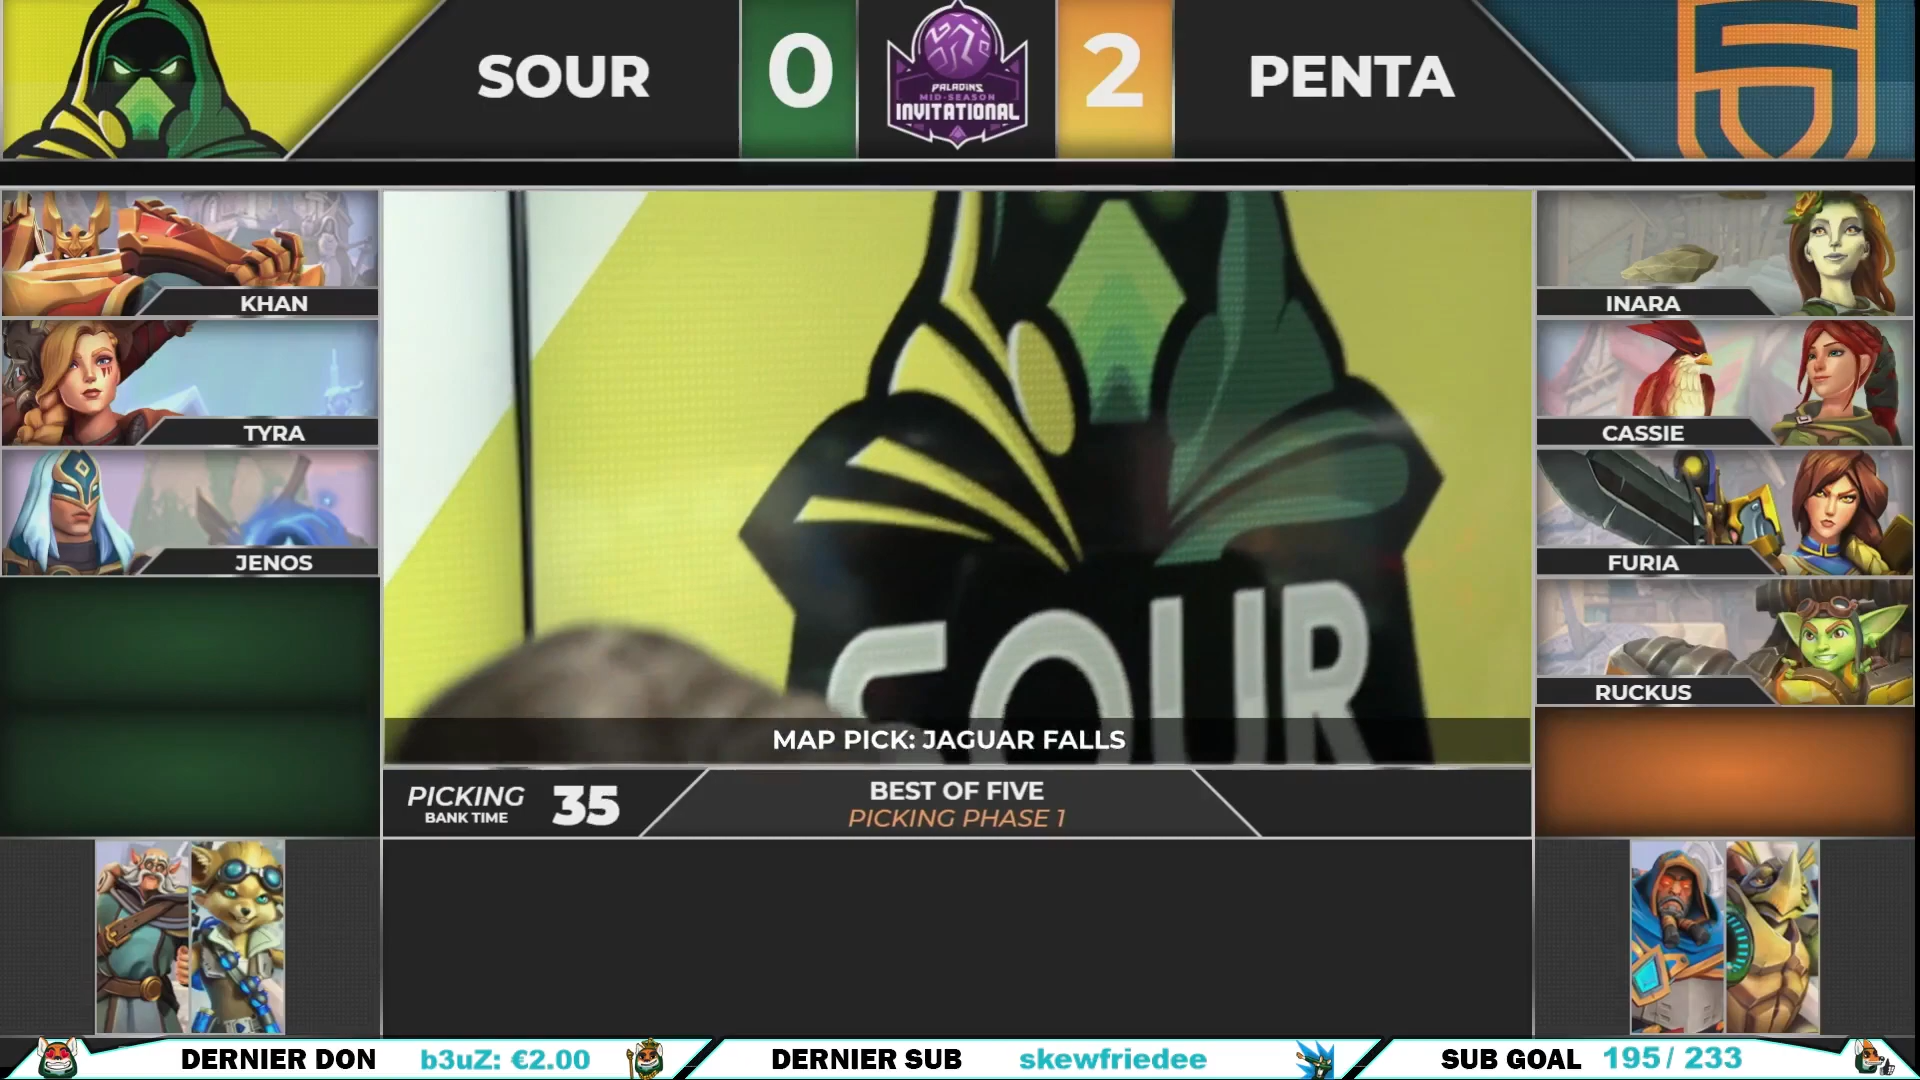 SOUR
0
PALADINS
MID-SEASON
INVITATIONAL
2
PENTA
KHAN
TYRA
JENOS
INARA
CASSIE
FURIA
RUCKUS
SOUR
MAP PICK: JAGUAR FALLS
PICKING
BANK TIME
35
BEST OF FIVE
PICKING PHASE 1
DERNIER DON b3uZ: €2.00
DERNIER SUB skewfriedee
SUB GOAL 195 / 233